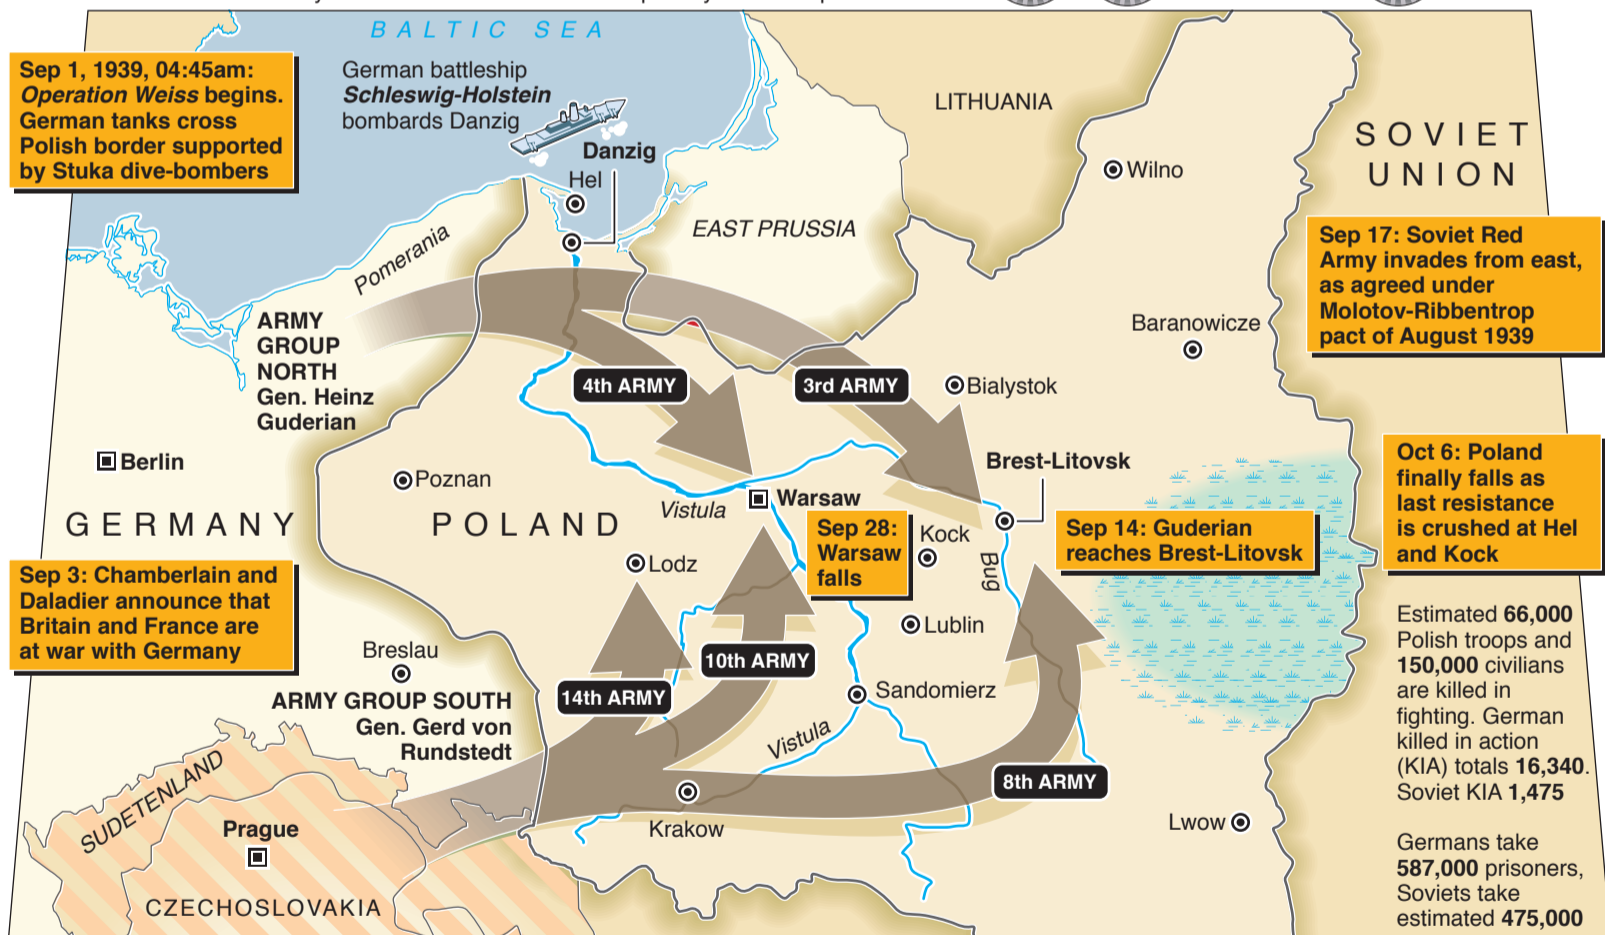 BALTIC SEA
Sep 1, 1939, 04:45am:
Operation Weiss begins.
German tanks cross
Polish border supported
by Stuka dive-bombers
German battleship
Schleswig-Holstein
bombards Danzig
Danzig
Hel
LITHUANIA
SOVIET
UNION
Wilno
Pomerania
EAST PRUSSIA
Sep 17: Soviet Red
Army invades from east,
as agreed under
Molotov-Ribbentrop
pact of August 1939
ARMY
GROUP
NORTH
Gen. Heinz
Guderian
Baranowicze
4th ARMY
3rd ARMY
Bialystok
Berlin
Poznan
Brest-Litovsk
Oct 6: Poland
finally falls as
last resistance
is crushed at Hel
and Kock
GERMANY
POLAND
Vistula
Warsaw
Sep 28:
Warsaw
falls
Kock
Bug
Sep 14: Guderian
reaches Brest-Litovsk
Lodz
Sep 3: Chamberlain and
Daladier announce that
Britain and France are
at war with Germany
Lublin
Breslau
ARMY GROUP SOUTH
Gen. Gerd von
Rundstedt
14th ARMY
10th ARMY
Sandomierz
Vistula
8th ARMY
Estimated 66,000
Polish troops and
150,000 civilians
are killed in
fighting. German
killed in action
(KIA) totals 16,340.
Soviet KIA 1,475
SUDETENLAND
Prague
Krakow
Lwow
CZECHOSLOVAKIA
Germans take
587,000 prisoners,
Soviets take
estimated 475,000